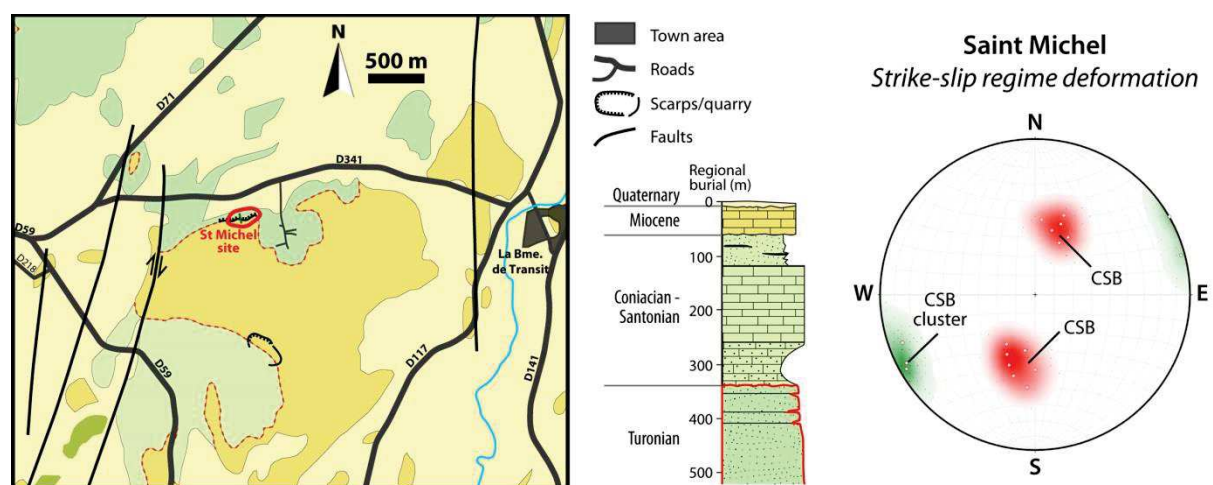 N
500 m
D71
D341
D59
D218
St Michel
site
La Bme.
de Transit
D59
D117
D141
Town area
Roads
Scarps/quarry
Faults
Regional
burial (m)
Quaternary
0
Miocene
100
Coniacian -
Santonian
200
300
Turonian
400
500
Saint Michel
Strike-slip regime deformation
N
CSB
W
E
CSB
cluster
CSB
S